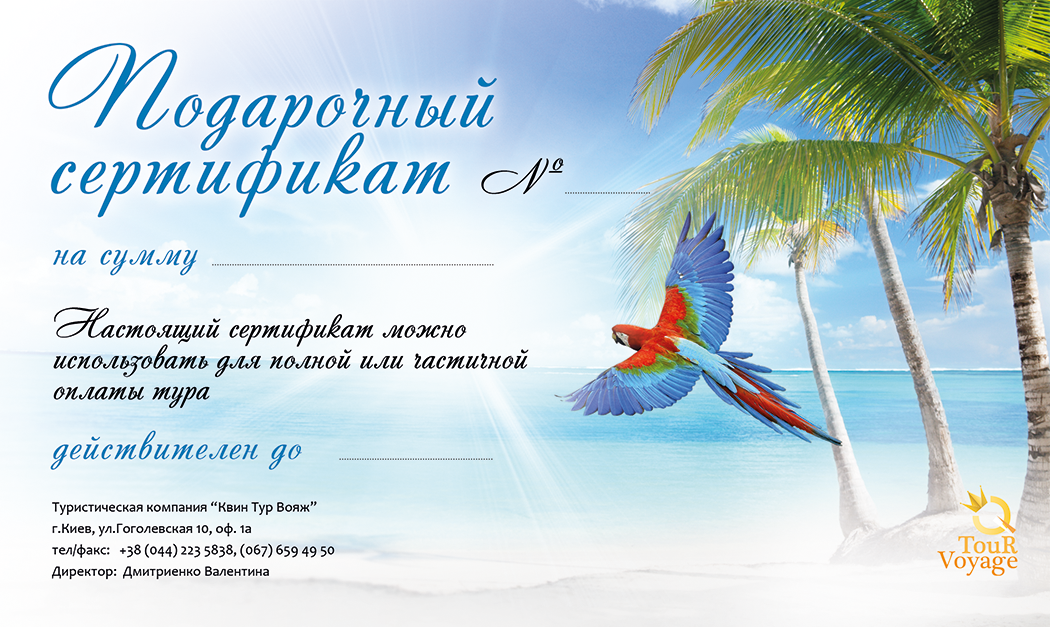 Подарочный
сертификат №
на сумму
Настоящий сертификат можно
использовать для полной или частичной
оплаты тура
действителен до
Туристическая компания “Квин Тур Вояж”
г.Киев, ул.Гоголевская 10, оф. 1а
тел/факс: +38 (044) 223 5838, (067) 659 49 50
Директор: Дмитриенко Валентина
Q
TouR
Voyage